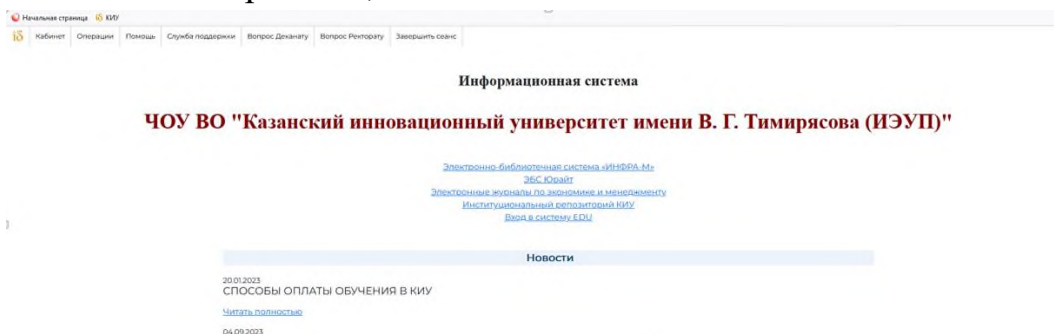 Начальная страница КИУ
Кабинет Операции Помощь Служба поддержки Вопрос Деканату Вопрос Ректорату Завершить сеанс
Информационная система
ЧОУ ВО "Казанский инновационный университет имени В. Г. Тимирясова (ИЭУП)"
Электронно-библиотечная система «ИНФРА-М»
ЭБС Юрайт
Электронные журналы по экономике и менеджменту
Институциональный репозиторий КИУ
Вход в систему EDU
Новости
20.01.2023
СПОСОБЫ ОПЛАТЫ ОБУЧЕНИЯ В КИУ
Читать полностью
04.09.2023